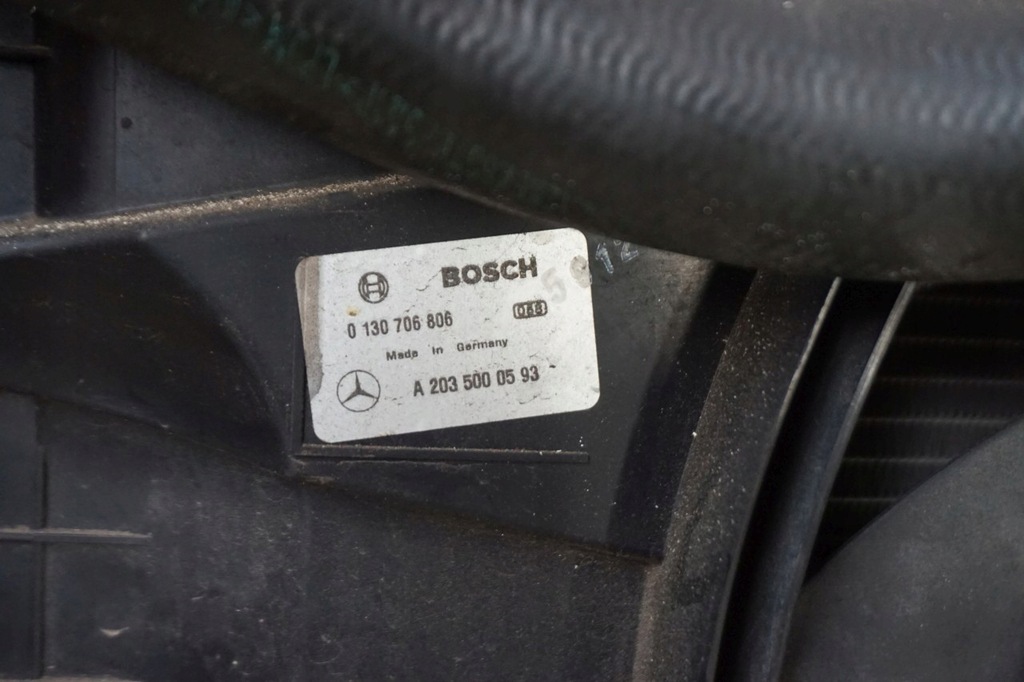 BOSCH
0 130 706 806
Made in Germany
A 203 500 05 93